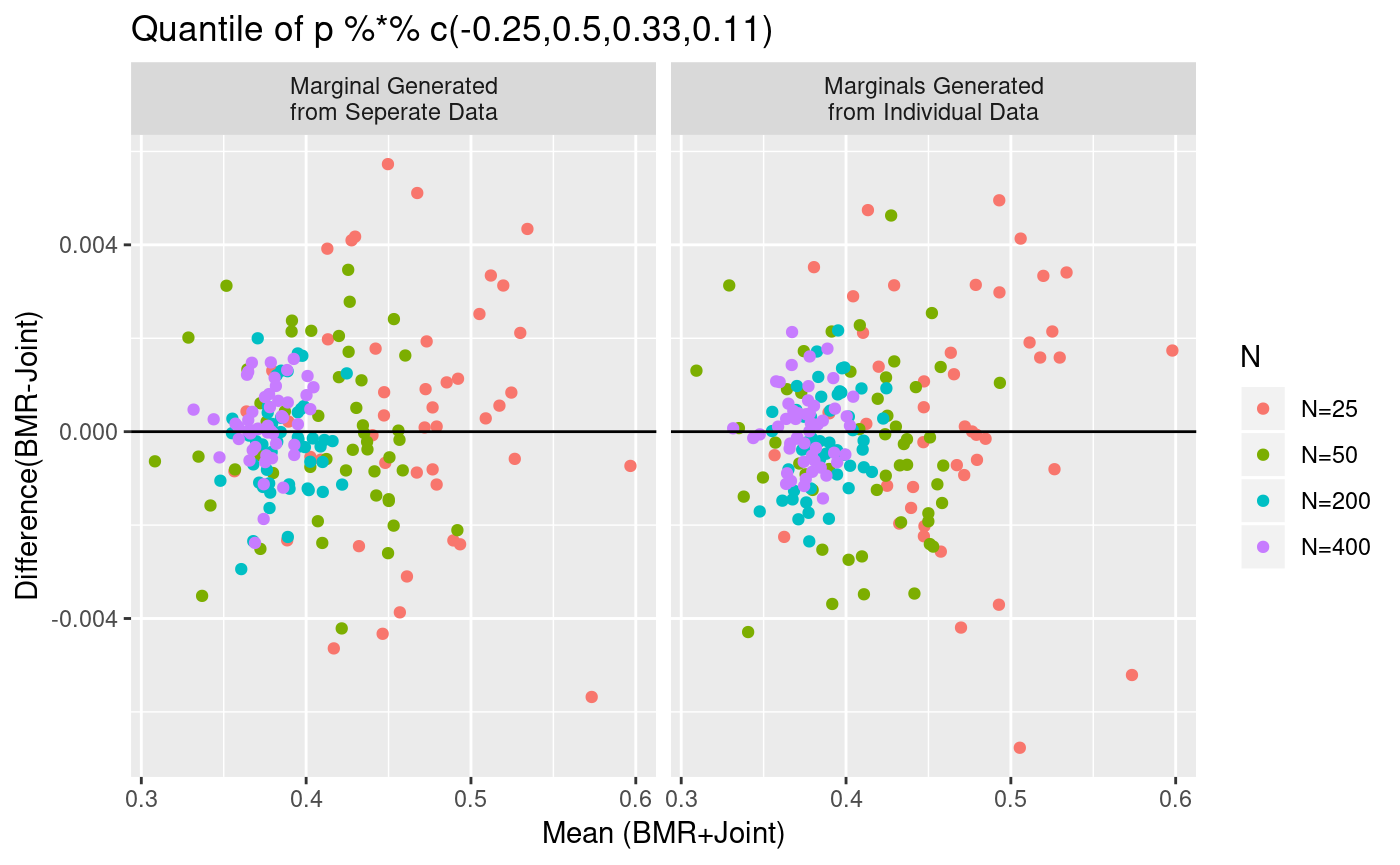 Quantile of p %*% c(-0.25,0.5,0.33,0.11)
Marginal Generated
from Seperate Data
Marginals Generated
from Individual Data
Difference(BMR-Joint)
0.004
0.000
-0.004
0.3
0.4
0.5
0.6
0.3
0.4
0.5
0.6
Mean (BMR+Joint)
N
N=25
N=50
N=200
N=400